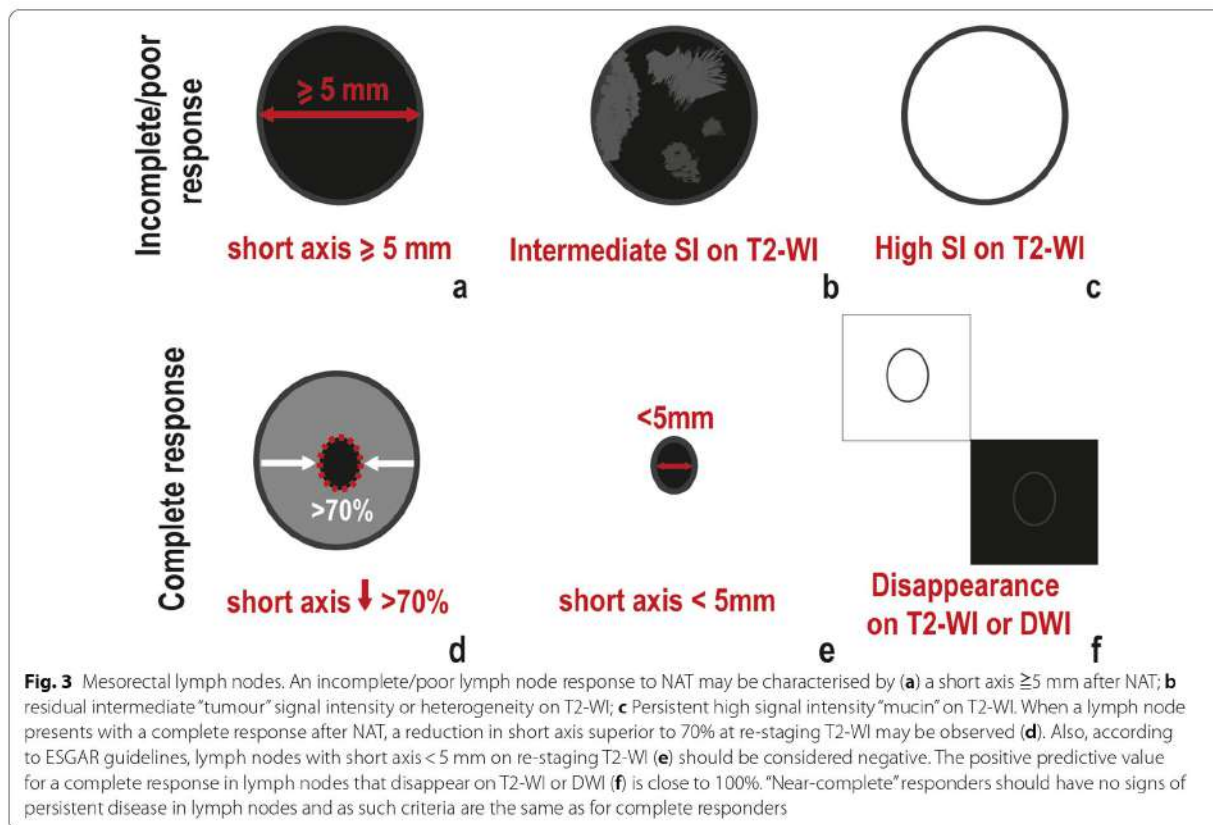 Incomplete/poor
response
⩾ 5 mm
short axis ⩾ 5 mm
a
Intermediate SI on T2-WI
b
High SI on T2-WI
c
Complete response
>70%
short axis ⬇ >70%
d
<5mm
short axis < 5mm
e
Disappearance
on T2-WI or DWI
f
Fig. 3 Mesorectal lymph nodes. An incomplete/poor lymph node response to NAT may be characterised by (a) a short axis ≧5 mm after NAT; b
residual intermediate “tumour” signal intensity or heterogeneity on T2-WI; c Persistent high signal intensity “mucin” on T2-WI. When a lymph node
presents with a complete response after NAT, a reduction in short axis superior to 70% at re-staging T2-WI may be observed (d). Also, according
to ESGAR guidelines, lymph nodes with short axis < 5 mm on re-staging T2-WI (e) should be considered negative. The positive predictive value
for a complete response in lymph nodes that disappear on T2-WI or DWI (f) is close to 100%. “Near-complete” responders should have no signs of
persistent disease in lymph nodes and as such criteria are the same as for complete responders